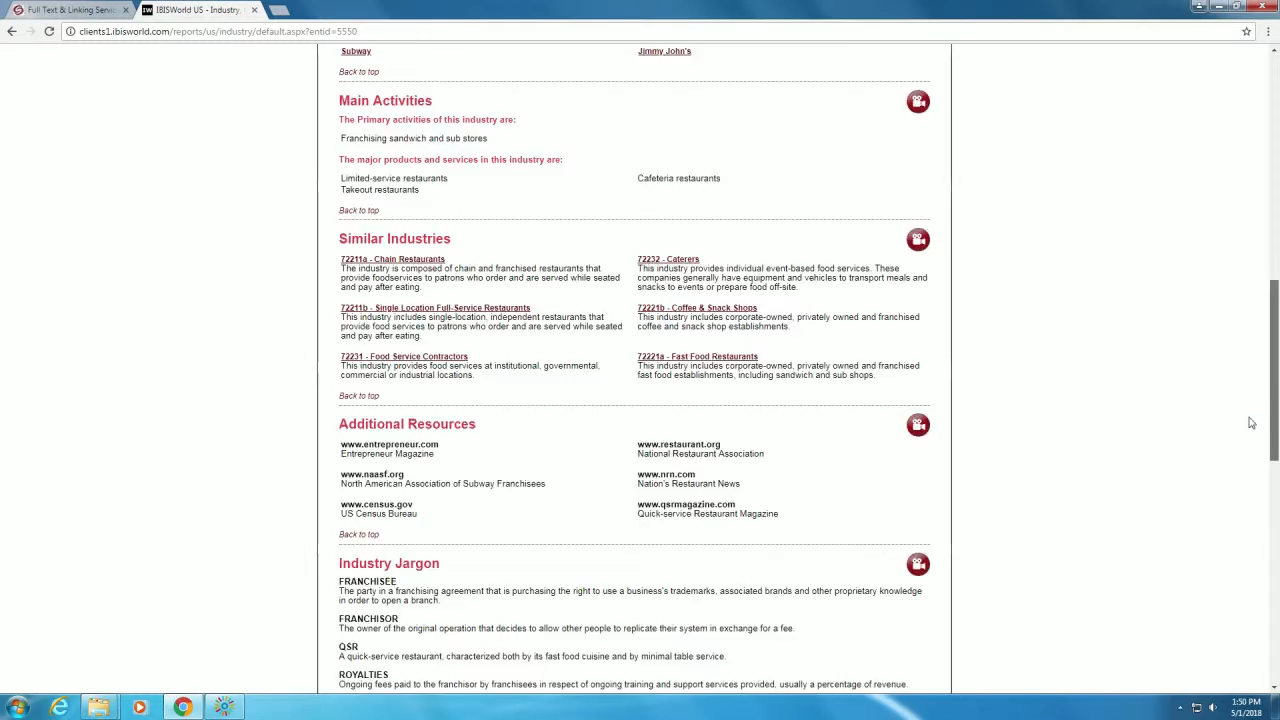 Full Text & Linking Servi
IBISWorld US - Industry,
clients1.ibisworld.com/reports/us/industry/default.aspx?entid=5550
Subway
Jimmy John's
Back to top
Main Activities
The Primary activities of this industry are:
Franchising sandwich and sub stores
The major products and services in this industry are:
Limited-service restaurants
Cafeteria restaurants
Takeout restaurants
Back to top
Similar Industries
72211a - Chain Restaurants
The industry is composed of chain and franchised restaurants that
provide foodservices to patrons who order and are served while seated
and pay after eating.
72232 - Caterers
This industry provides individual event-based food services. These
companies generally have equipment and vehicles to transport meals and
snacks to events or prepare food off-site.
72211b - Single Location Full-Service Restaurants
This industry includes single-location, independent restaurants that
provide food services to patrons who order and are served while seated
and pay after eating.
72221b - Coffee & Snack Shops
This industry includes corporate-owned, privately owned and franchised
coffee and snack shop establishments.
72231 - Food Service Contractors
This industry provides food services at institutional, governmental,
commercial or industrial locations.
72221a - Fast Food Restaurants
This industry includes corporate-owned, privately owned and franchised
fast food establishments, including sandwich and sub shops.
Back to top
Additional Resources
www.entrepreneur.com
Entrepreneur Magazine
www.restaurant.org
National Restaurant Association
www.naasf.org
North American Association of Subway Franchisees
www.nrn.com
Nation's Restaurant News
www.census.gov
US Census Bureau
www.qsrmagazine.com
Quick-service Restaurant Magazine
Back to top
Industry Jargon
FRANCHISEE
The party in a franchising agreement that is purchasing the right to use a business's trademarks, associated brands and other proprietary knowledge
in order to open a branch.
FRANCHISOR
The owner of the original operation that decides to allow other people to replicate their system in exchange for a fee.
QSR
A quick-service restaurant, characterized both by its fast food cuisine and by minimal table service.
ROYALTIES
Ongoing fees paid to the franchisor by franchisees in respect of ongoing training and support services provided, usually a percentage of revenue.
1:50 PM
5/1/2018